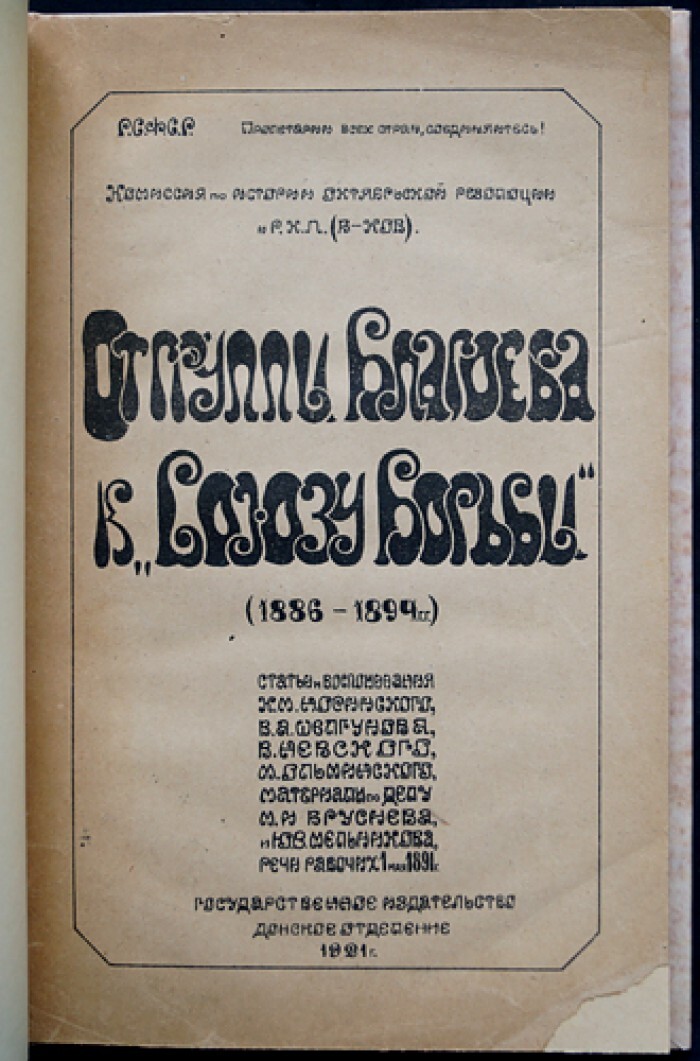 Р.С.Ф.С.Р. Пролетарии всех стран, соединяйтесь!
Комиссия по истории октябрьской революции
и Р.К.П. (б-ков).
От группы Благоева
к „Союзу Борьбы“
(1886 – 1894 гг.)
статьи и воспоминания
К.М. Норинского,
В.А. Шелгунова,
В. Невского,
М. Ольминского,
материалы по делу
М.И Бруснева,
и Ю.В. Мельникова,
речи рабочих 1 мая 1891 г.
Государственное издательство
Донское отделение
1921 г.